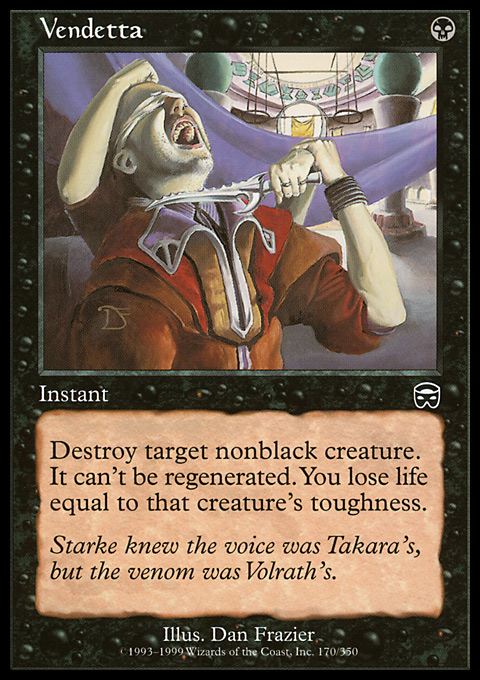 Vendetta
Instant
Destroy target nonblack creature.
It can't be regenerated. You lose life
equal to that creature's toughness.
Starke knew the voice was Takara's,
but the venom was Volrath's.
Illus. Dan Frazier
©1993-1999 Wizards of the Coast, Inc. 170/350